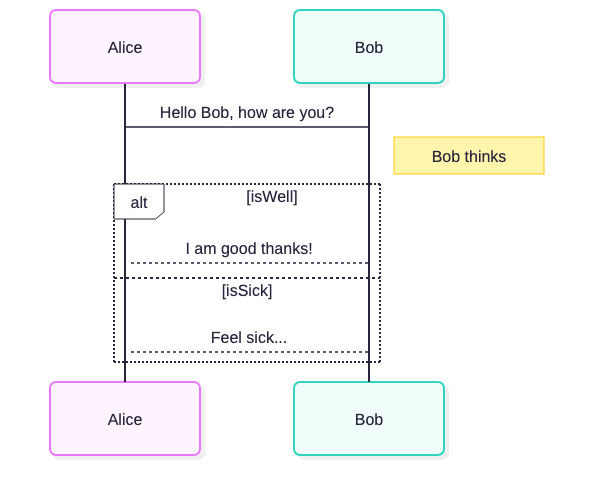 Alice
Bob
Hello Bob, how are you?
Bob thinks
alt
[isWell]
I am good thanks!
[isSick]
Feel sick...
Alice
Bob